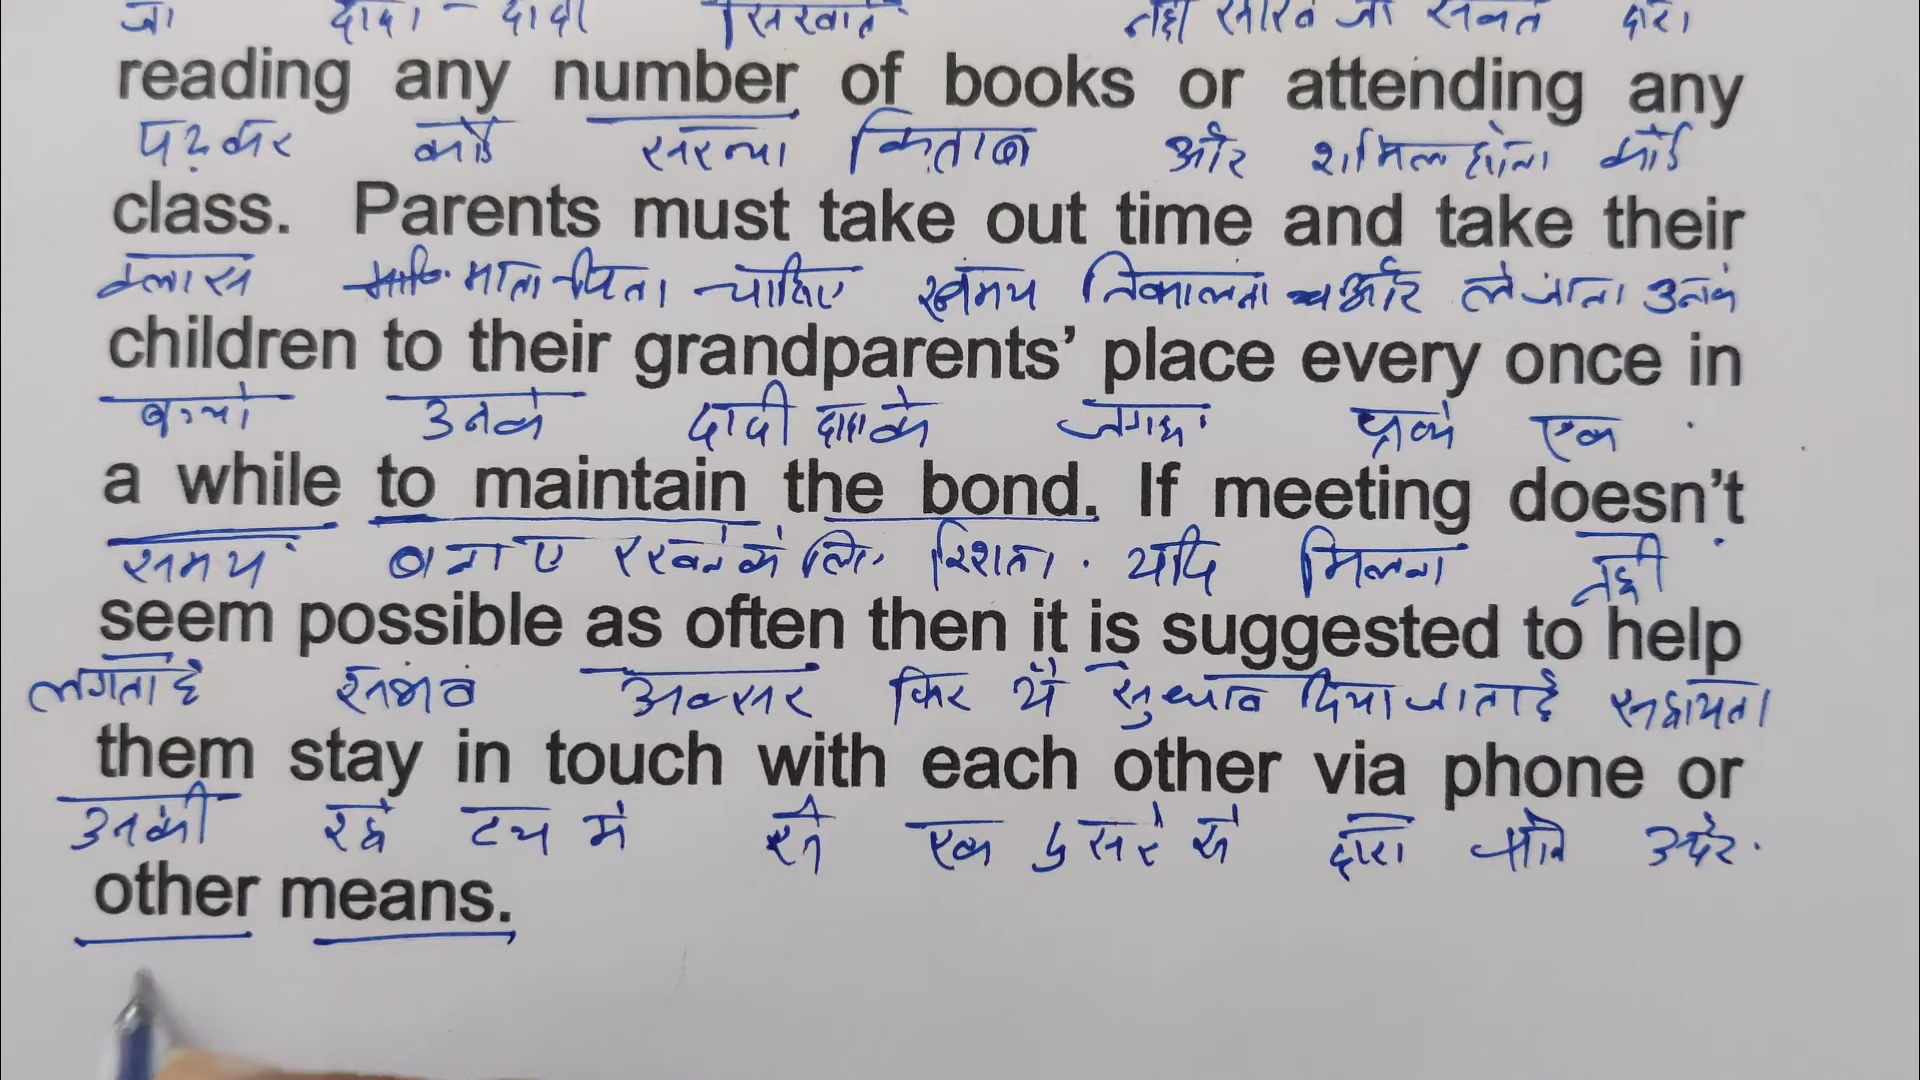 जो दादा - दादी सिखाते नही सीखे जा सकते द्वारा
reading any number of books or attending any
पढ़कर कोई संख्या किताब और शामिल होना कोई
class. Parents must take out time and take their
क्लास माता पिता चाहिए समय निकालना और ले जाना उनके
children to their grandparents’ place every once in
बच्चो उनके दादी दादा के जगह एक
a while to maintain the bond. If meeting doesn’t
समय बनाए रखने के लिए रिश्ता. यदि मिलना नही
seem possible as often then it is suggested to help
लगता है संभव अक्सर फिर ये सुझाव दिया जाता है सहायता
them stay in touch with each other via phone or
उनकी रहे टच मे से एक दुसरे से द्वारा फोन
other means.